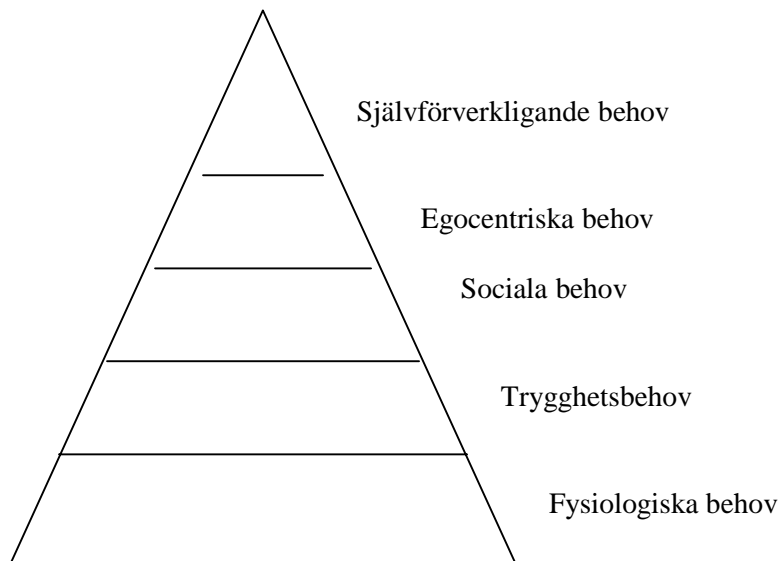 Självförverkligande behov
Egocentriska behov
Sociala behov
Trygghetsbehov
Fysiologiska behov